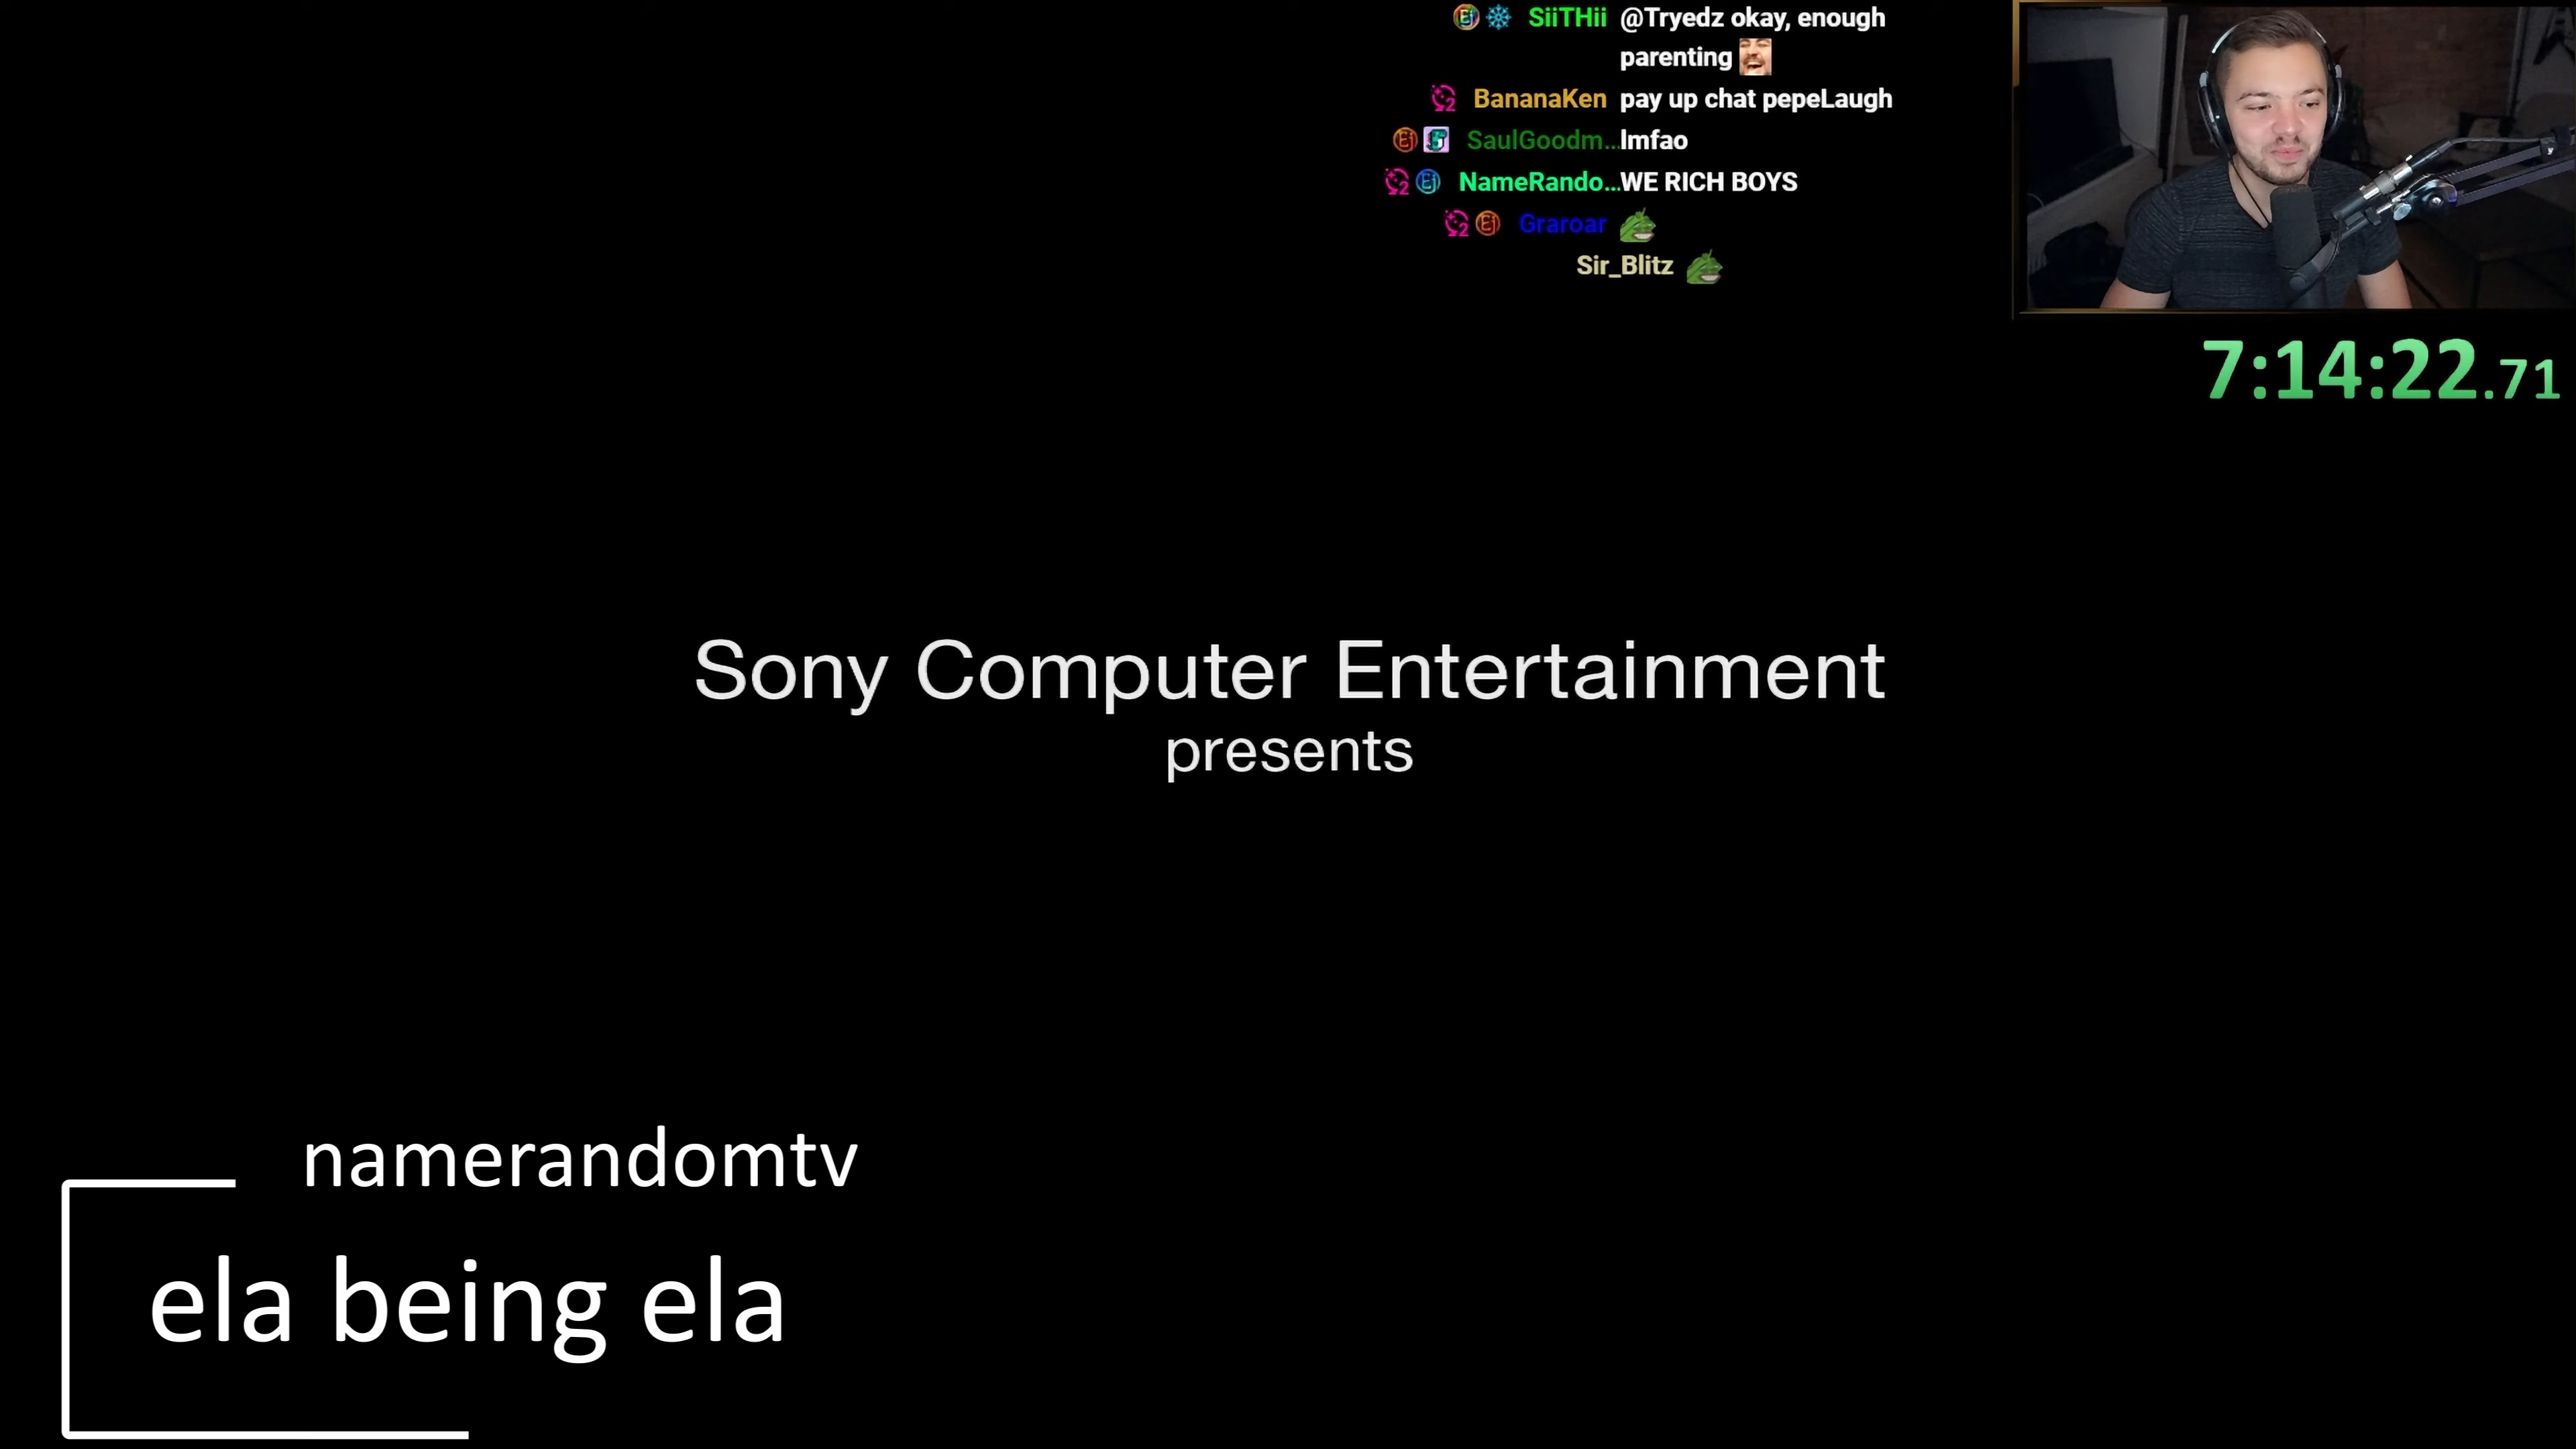 SiiTHii @Tryedz okay, enough
parenting
BananaKen pay up chat pepeLaugh
SaulGoodm... lmfao
NameRando... WE RICH BOYS
Graroar
Sir_Blitz
7:14:22.71
Sony Computer Entertainment
presents
namerandomtv
ela being ela